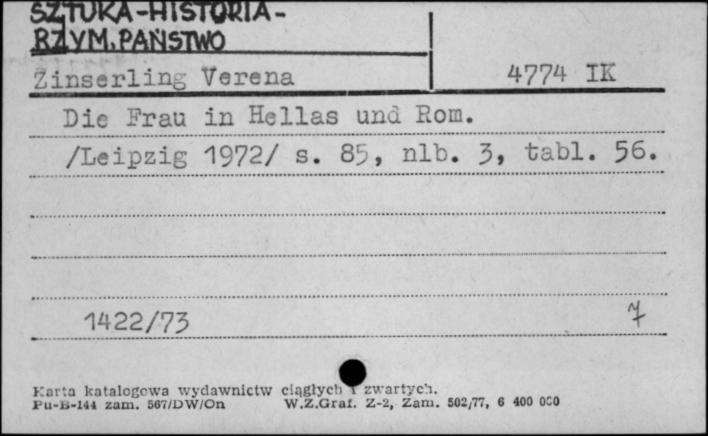 SZTUKA-HISTORIA-
RZYM.PAŃSTWO
Zinserling Verena
4774 IK
Die Frau in Hellas und Rom.
/Leipzig 1972/ s. 85, nlb. 3, tabl. 56.
1422/73
7
Karta katalogowa wydawnictw ciągłych i zwartych.
Pu-B-144 zam. 567/DW/On W.Z.Graf. Z-2, Zam. 502/77, 6 400 000